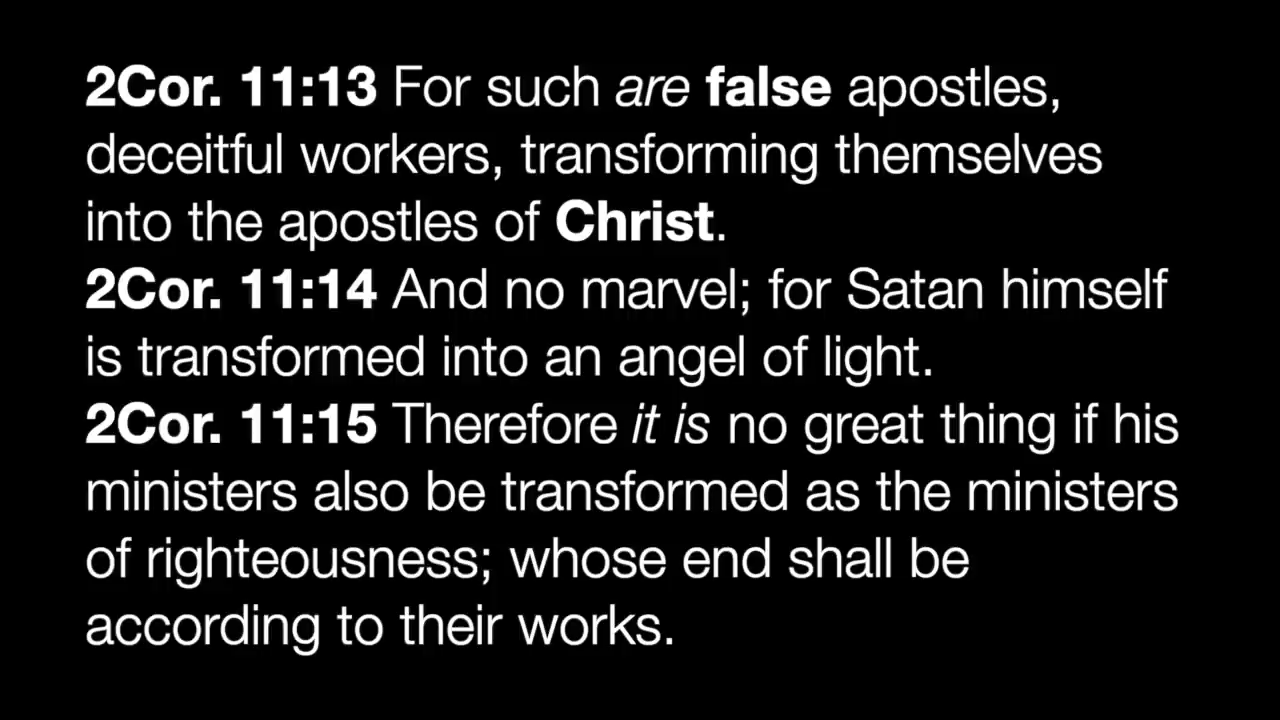 2Cor. 11:13 For such are false apostles,
deceitful workers, transforming themselves
into the apostles of Christ.
2Cor. 11:14 And no marvel; for Satan himself
is transformed into an angel of light.
2Cor. 11:15 Therefore it is no great thing if his
ministers also be transformed as the ministers
of righteousness; whose end shall be
according to their works.